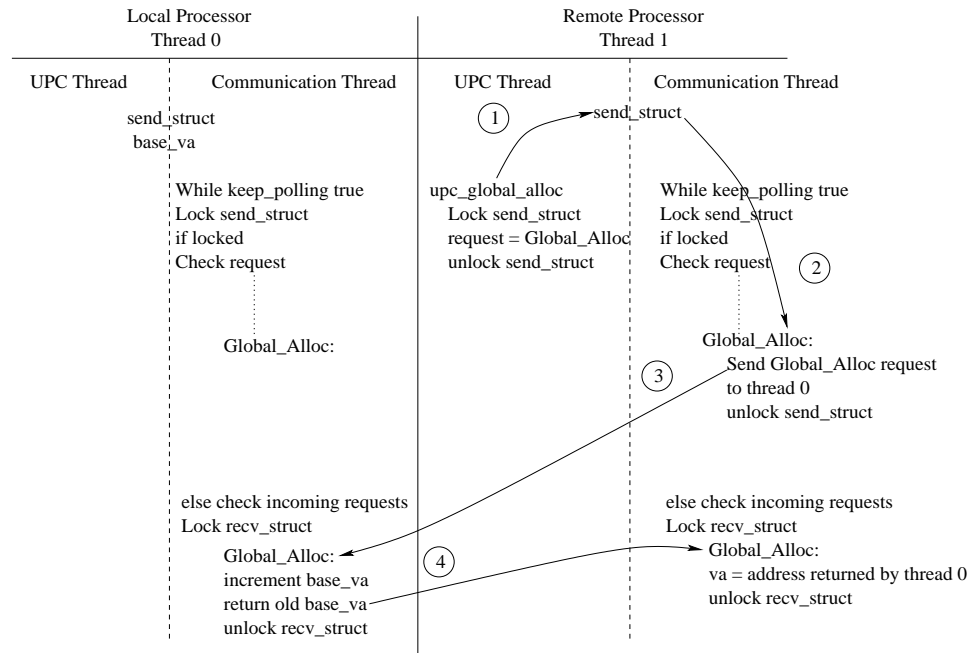 Local Processor
Thread 0
Remote Processor
Thread 1
UPC Thread
Communication Thread
UPC Thread
Communication Thread
send_struct
base_va
While keep_polling true
Lock send_struct
if locked
Check request
Global_Alloc:
else check incoming requests
Lock recv_struct
Global_Alloc:
increment base_va
return old base_va
unlock recv_struct
1
send_struct
upc_global_alloc
Lock send_struct
request = Global_Alloc
unlock send_struct
While keep_polling true
Lock send_struct
if locked
Check request
2
Global_Alloc:
Send Global_Alloc request
to thread 0
unlock send_struct
3
else check incoming requests
Lock recv_struct
4
Global_Alloc:
va = address returned by thread 0
unlock recv_struct